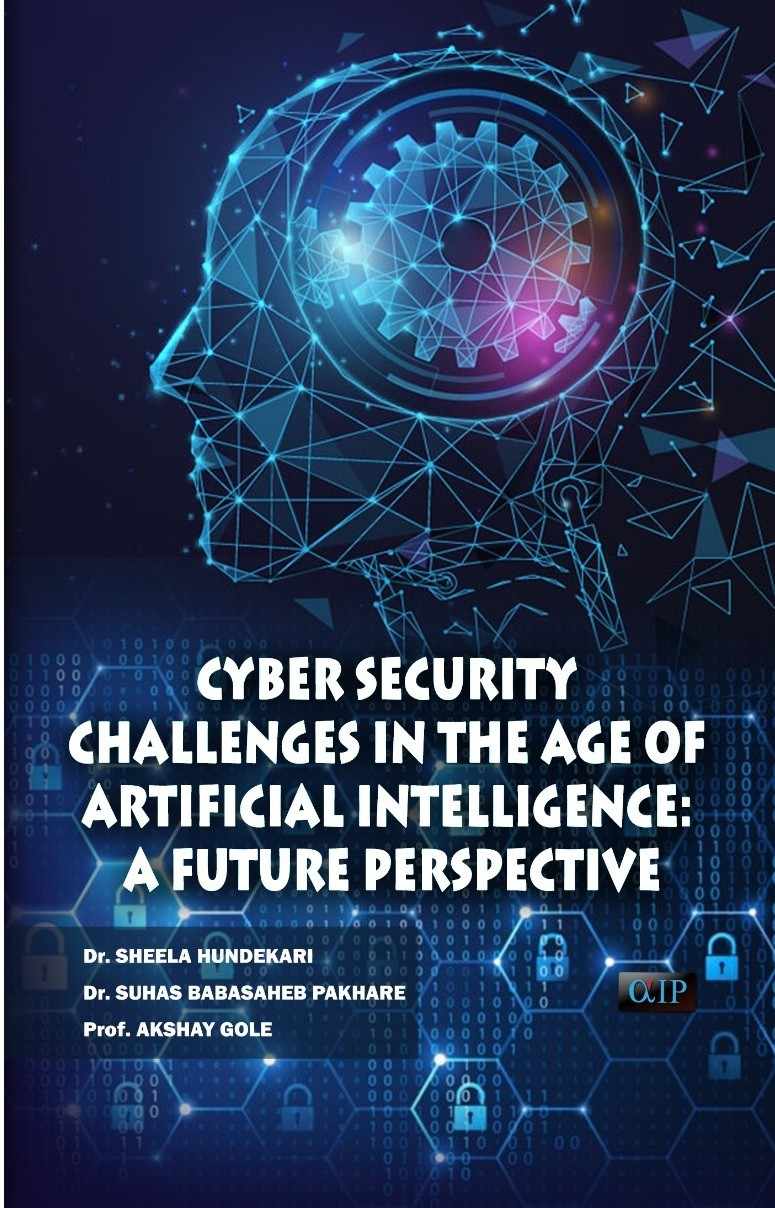 CYBER SECURITY
CHALLENGES IN THE AGE OF
ARTIFICIAL INTELLIGENCE:
A FUTURE PERSPECTIVE
Dr. SHEELA HUNDEKARI
Dr. SUHAS BABASAHEB PAKHARE
Prof. AKSHAY GOLE
αIP